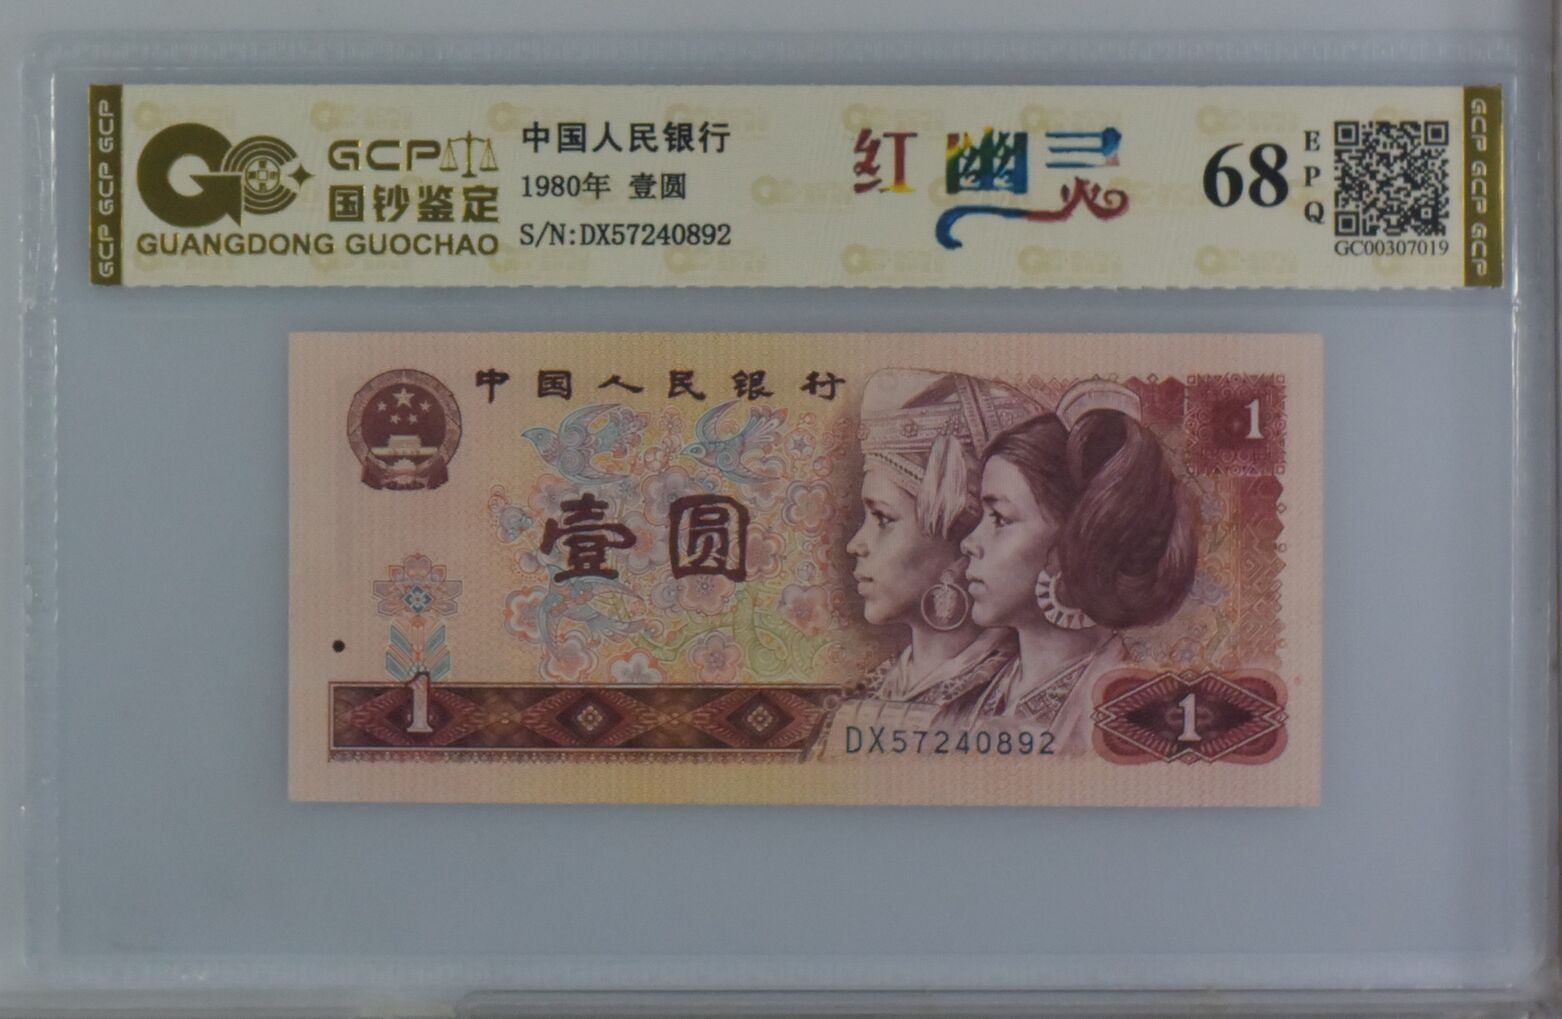 GCP GCP GCP
GCP
国钞鉴定
GUANGDONG GUOCHAO
中国人民银行
1980年 壹圆
S/N:DX57240892
红幽灵
68
EPQ
GC00307019
GCP GCP GCP
中国人民银行
1
壹圆
1
DX57240892
1